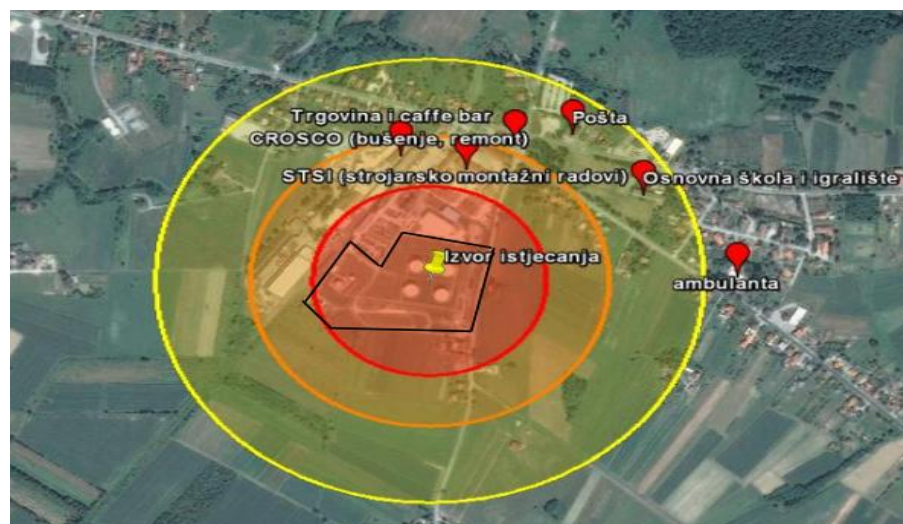 Trgovina i caffe bar
Pošta
CROSCO (bušenje, remont)
STSI (strojarsko montažni radovi)
Osnovna škola i igralište
Izvor istjecanja
ambulanta